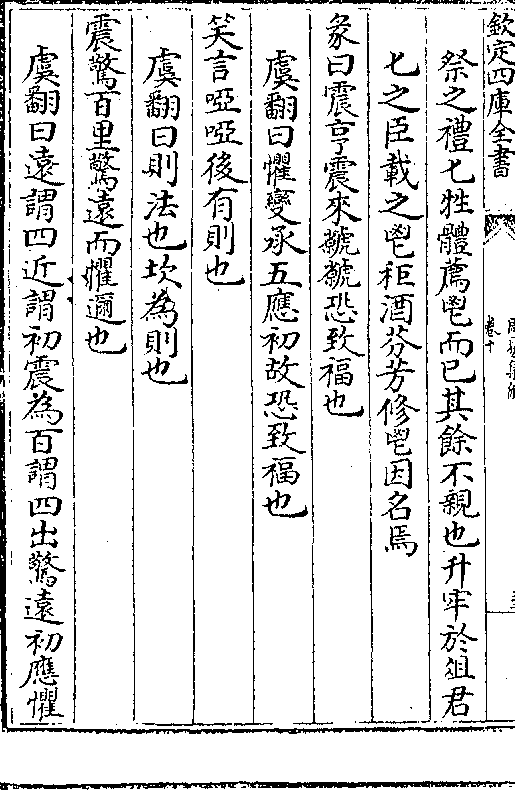 欽定四庫全書
卷十
祭之禮匕牲體薦鬯而已其餘不親也升牢於俎君
匕之臣載之鬯秬酒芬芳修鬯因名焉
彖曰震亨震來虩虩恐致福也
虞翻曰懼變承五應初故恐致福也
笑言啞啞後有則也
虞翻曰則法也坎為則也
震驚百里驚遠而懼邇也
虞翻曰遠謂四近謂初震為百謂四出驚遠初應懼